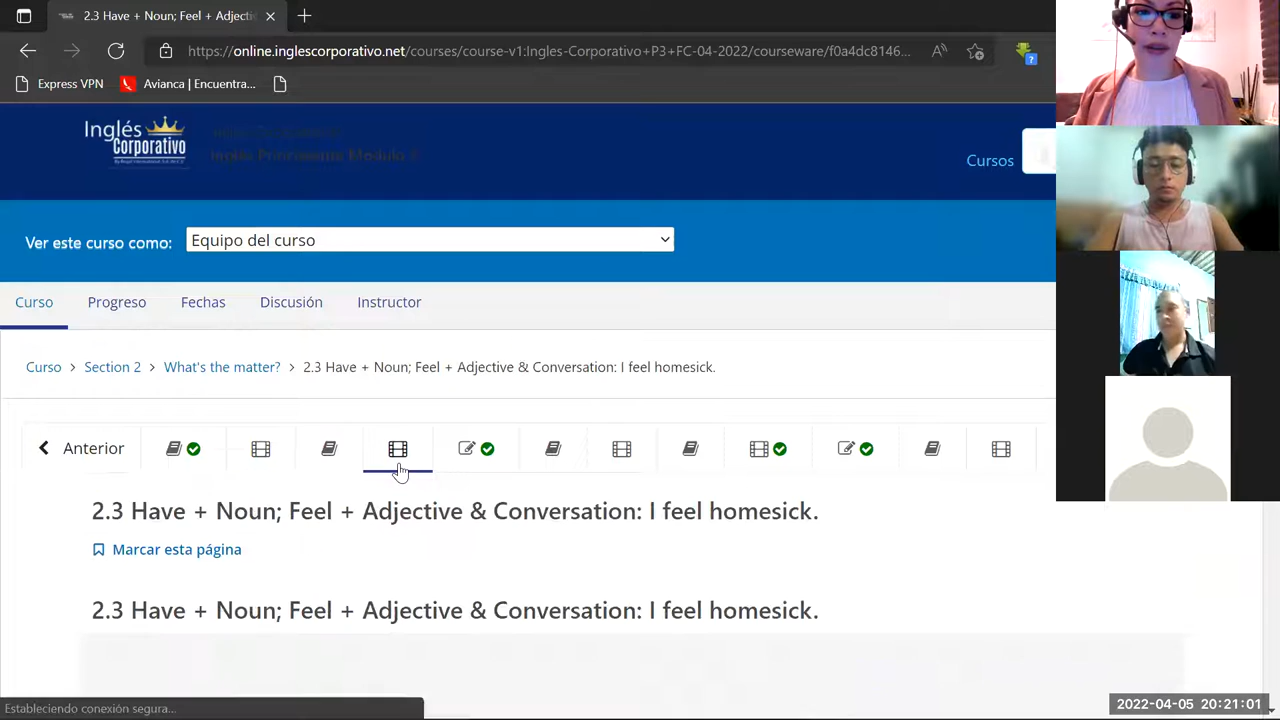 2.3 Have + Noun; Feel + Adjecti
https://online.inglescorporativo.net/courses/course-v1:Ingles-Corporativo+P3+FC-04-2022/courseware/0a4dc8146...
Express VPN
Avianca | Encuentra...
Inglés
Corporativo
Cursos
Ver este curso como:
Equipo del curso
Curso
Progreso
Fechas
Discusión
Instructor
Curso > Section 2 > What's the matter? > 2.3 Have + Noun; Feel + Adjective & Conversation: I feel homesick.
Anterior
2.3 Have + Noun; Feel + Adjective & Conversation: I feel homesick.
Marcar esta página
2.3 Have + Noun; Feel + Adjective & Conversation: I feel homesick.
Estableciendo conexión segura...
2022-04-05 20:21:01